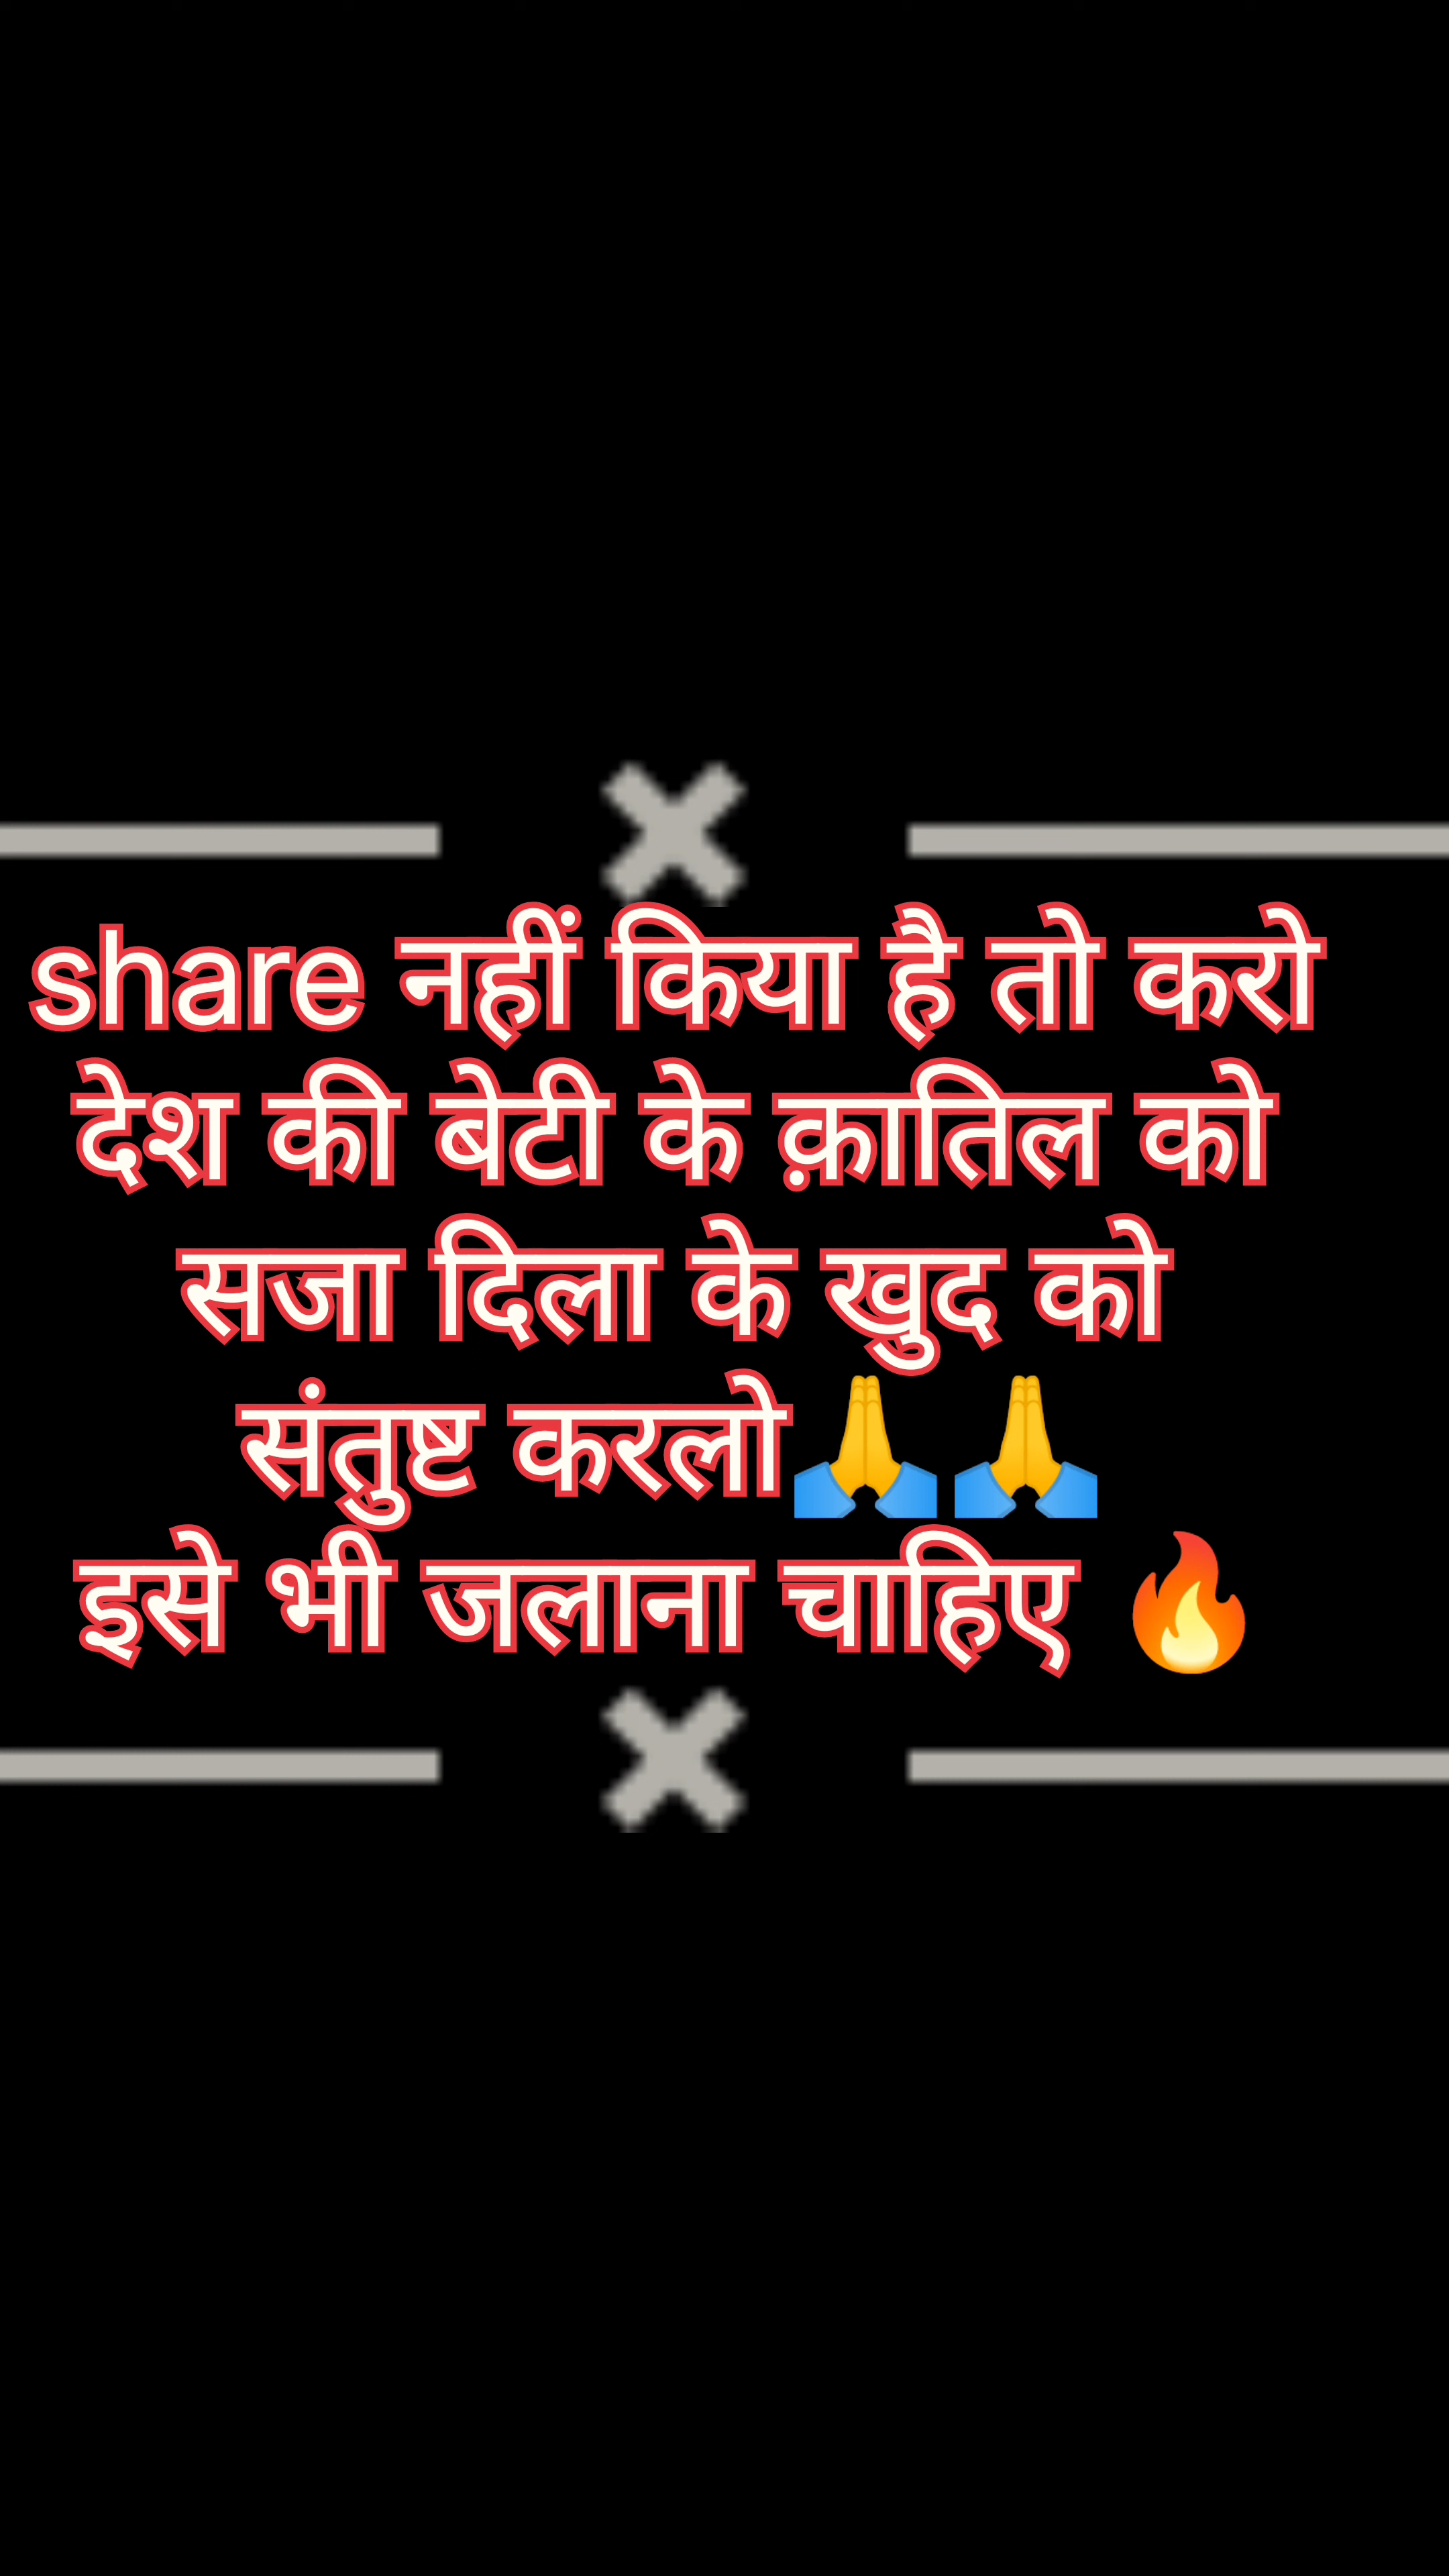 share नहीं किया है तो करो
देश की बेटी के क़ातिल को
सजा दिला के खुद को
संतुष्ट करलो🙏🙏
इसे भी जलाना चाहिए 🔥